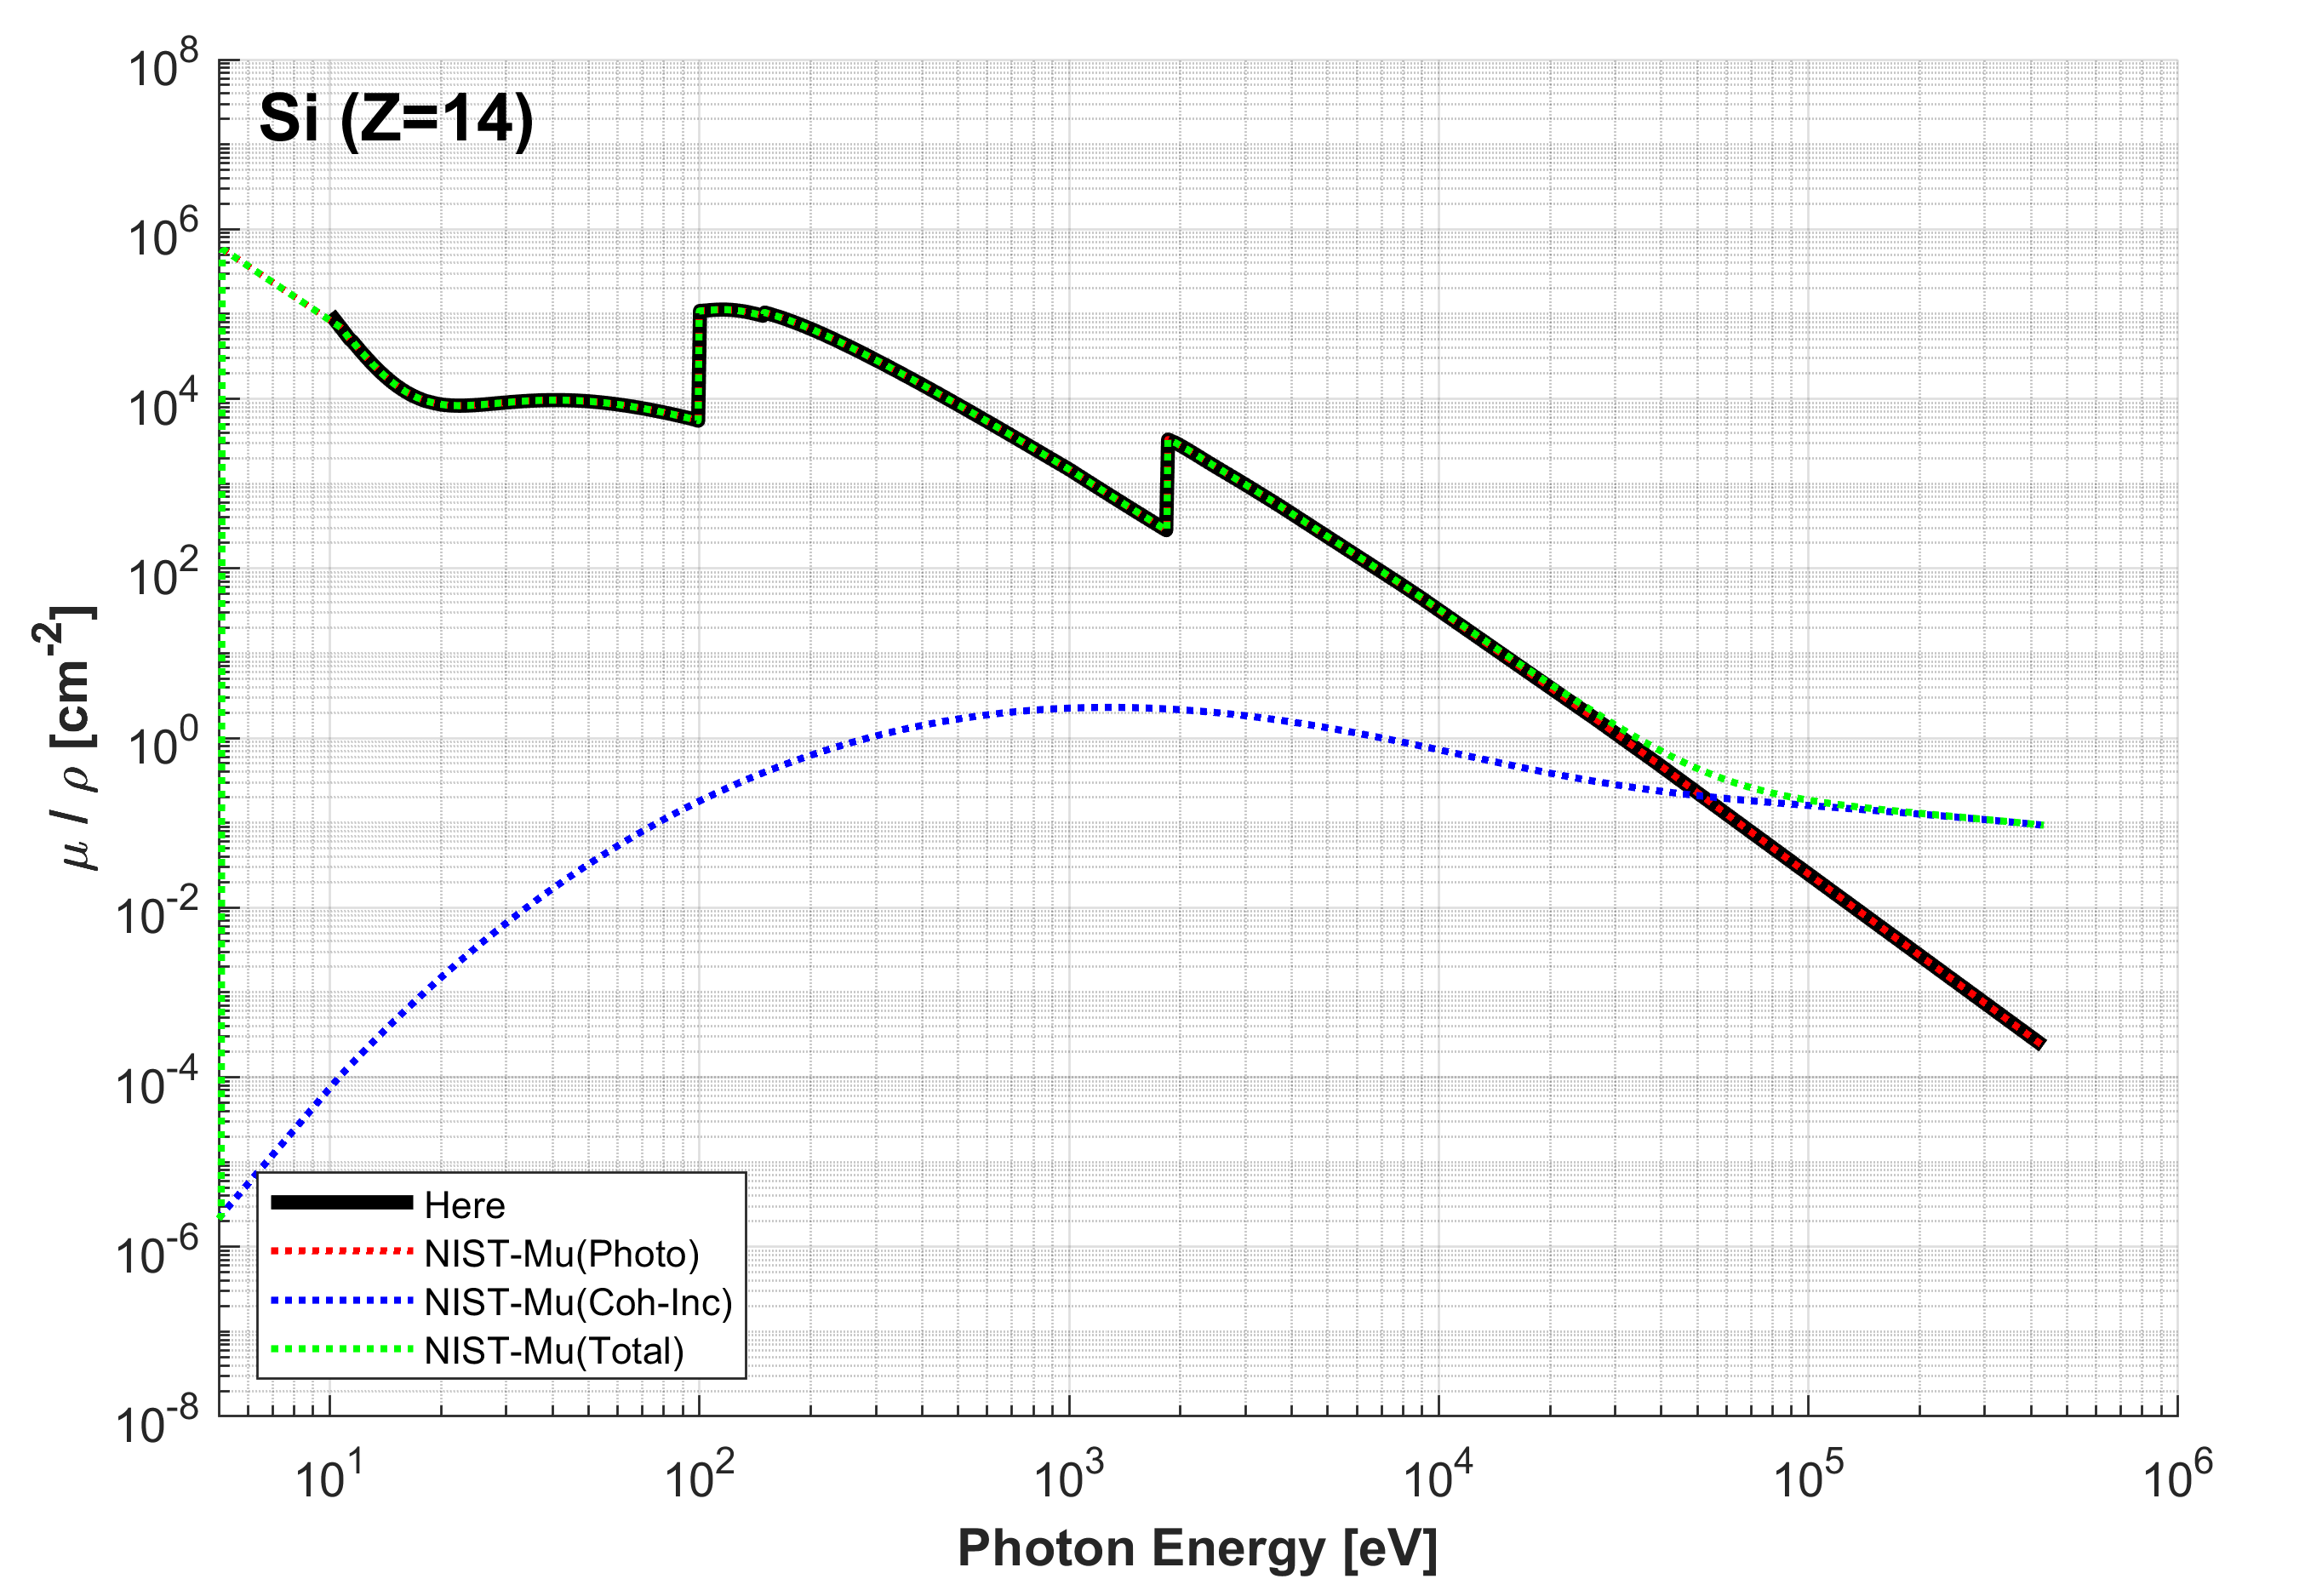 Si (Z=14)
10^8
10^6
10^4
10^2
10^0
10^-2
10^-4
10^-6
10^-8
μ / ρ [cm^-2]
Here
NIST-Mu(Photo)
NIST-Mu(Coh-Inc)
NIST-Mu(Total)
10^1 10^2 10^3 10^4 10^5 10^6
Photon Energy [eV]